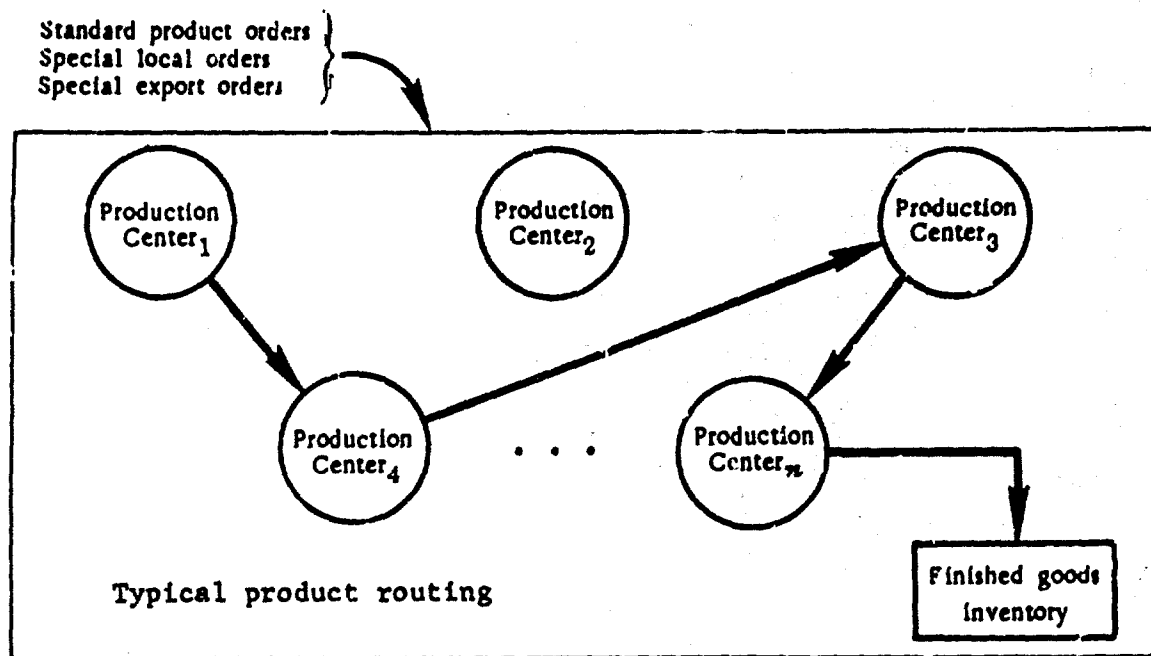 Standard product orders
Special local orders
Special export orders
Production
Center1
Production
Center2
Production
Center3
Production
Center4
. . .
Production
Centern
Typical product routing
Finished goods
inventory